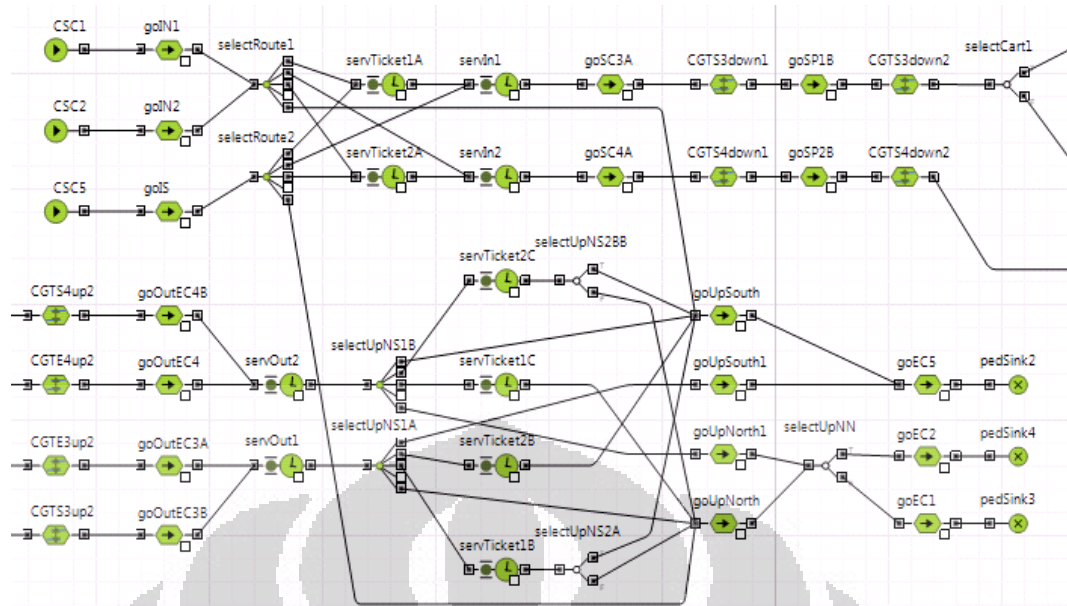 CSC1
goIN1
selectRoute1
servTicket1A
servIn1
goSC3A
CGTS3down1
goSP1B
CGTS3down2
selectCart1
CSC2
goIN2
selectRoute2
servTicket2A
servIn2
goSC4A
CGTS4down1
goSP2B
CGTS4down2
CSC5
goIS
servTicket2C
selectUpNS2BB
CGTS4up2
goOutEC4B
goUpSouth
CGTE4up2
goOutEC4
servOut2
selectUpNS1B
servTicket1C
goUpSouth1
goEC5
pedSink2
CGTE3up2
goOutEC3A
servOut1
selectUpNS1A
servTicket2B
goUpNorth1
selectUpNN
goEC2
pedSink4
CGTS3up2
goOutEC3B
goUpNorth
goEC1
pedSink3
servTicket1B
selectUpNS2A